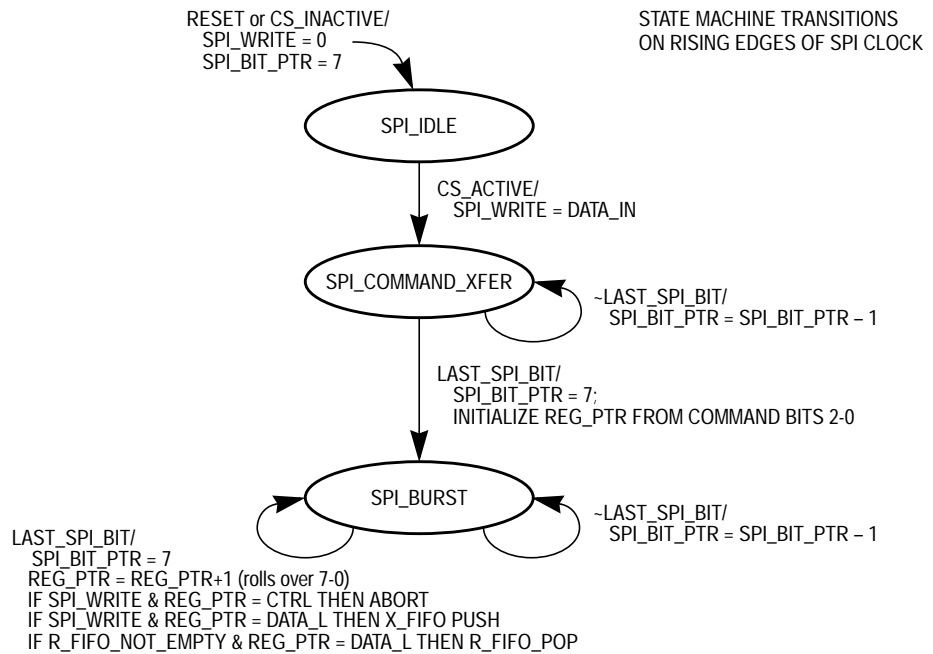 RESET or CS_INACTIVE/
SPI_WRITE = 0
SPI_BIT_PTR = 7
STATE MACHINE TRANSITIONS
ON RISING EDGES OF SPI CLOCK
SPI_IDLE
CS_ACTIVE/
SPI_WRITE = DATA_IN
SPI_COMMAND_XFER
~LAST_SPI_BIT/
SPI_BIT_PTR = SPI_BIT_PTR – 1
LAST_SPI_BIT/
SPI_BIT_PTR = 7;
INITIALIZE REG_PTR FROM COMMAND BITS 2-0
SPI_BURST
~LAST_SPI_BIT/
SPI_BIT_PTR = SPI_BIT_PTR – 1
LAST_SPI_BIT/
SPI_BIT_PTR = 7
REG_PTR = REG_PTR+1 (rolls over 7-0)
IF SPI_WRITE & REG_PTR = CTRL THEN ABORT
IF SPI_WRITE & REG_PTR = DATA_L THEN X_FIFO PUSH
IF R_FIFO_NOT_EMPTY & REG_PTR = DATA_L THEN R_FIFO_POP